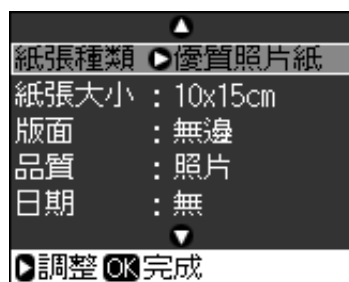 紙張種類 優質照片紙
紙張大小 : 10x15cm
版面 : 無邊
品質 : 照片
日期 : 無
調整 OK 完成